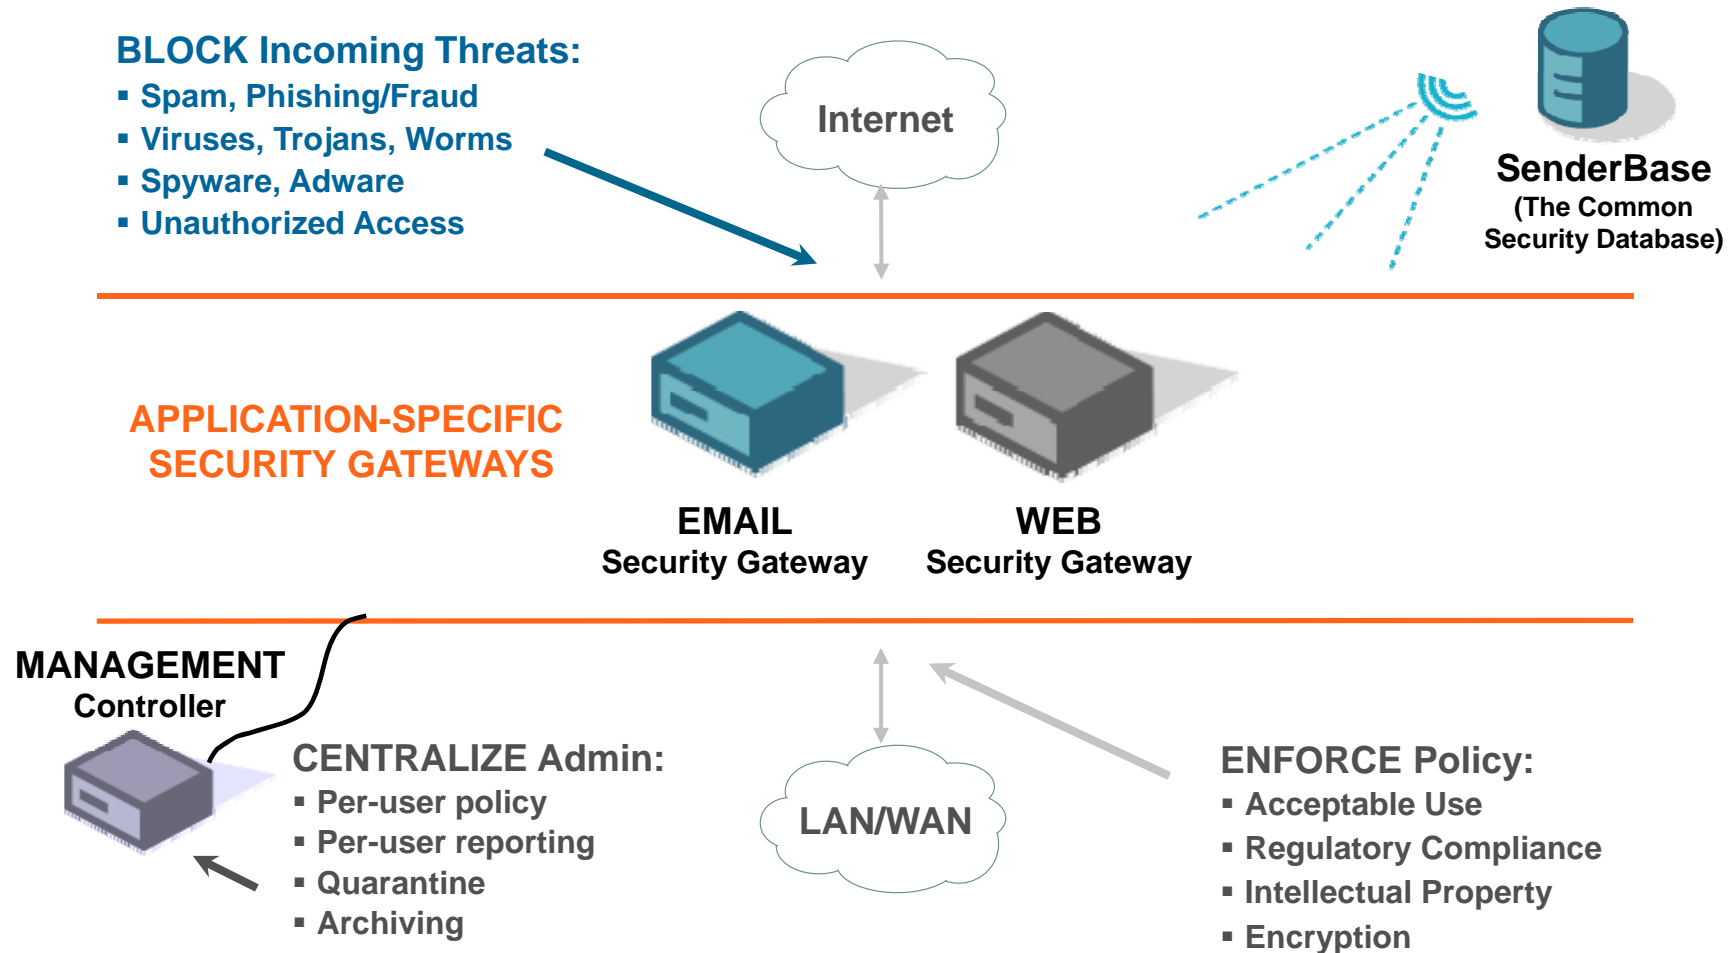 BLOCK Incoming Threats:
▪ Spam, Phishing/Fraud
▪ Viruses, Trojans, Worms
▪ Spyware, Adware
▪ Unauthorized Access
Internet
SenderBase
(The Common
Security Database)
APPLICATION-SPECIFIC
SECURITY GATEWAYS
EMAIL
Security Gateway
WEB
Security Gateway
MANAGEMENT
Controller
CENTRALIZE Admin:
▪ Per-user policy
▪ Per-user reporting
▪ Quarantine
▪ Archiving
LAN/WAN
ENFORCE Policy:
▪ Acceptable Use
▪ Regulatory Compliance
▪ Intellectual Property
▪ Encryption